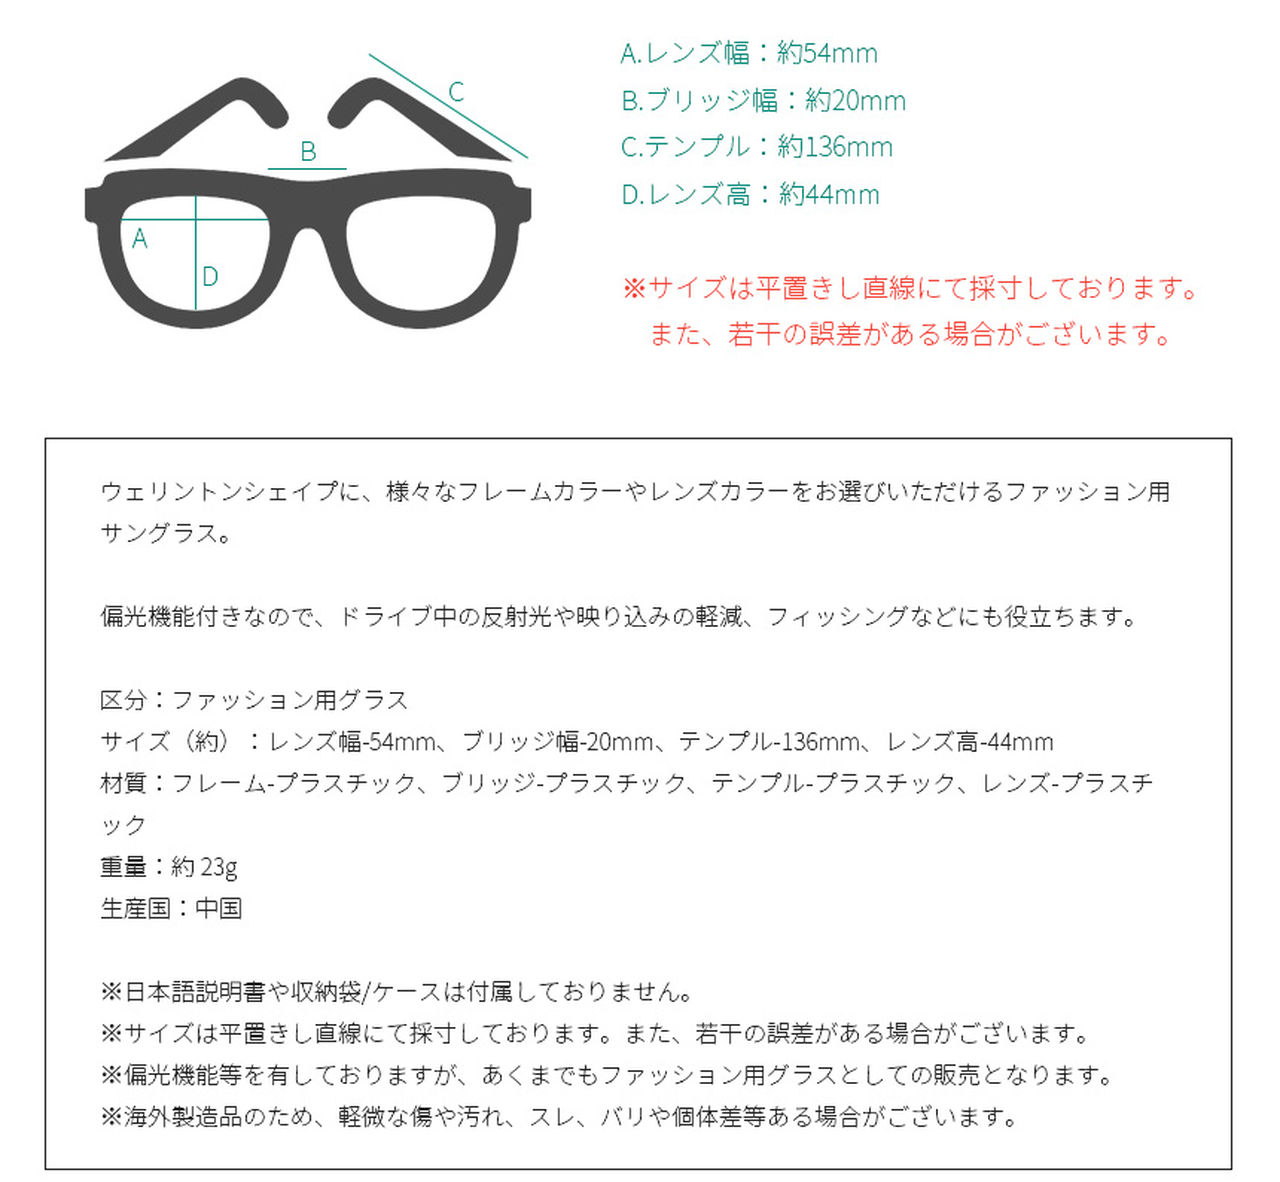 A.レンズ幅：約54mm
B.ブリッジ幅：約20mm
C.テンプル：約136mm
D.レンズ高：約44mm
C
B
A
D
※サイズは平置きし直線にて採寸しております。
また、若干の誤差がある場合がございます。
ウェリントンシェイプに、様々なフレームカラーやレンズカラーをお選びいただけるファッション用
サングラス。
偏光機能付きなので、ドライブ中の反射光や映り込みの軽減、フィッシングなどにも役立ちます。
区分：ファッション用グラス
サイズ（約）：レンズ幅-54mm、ブリッジ幅-20mm、テンプル-136mm、レンズ高-44mm
材質：フレーム-プラスチック、ブリッジ-プラスチック、テンプル-プラスチック、レンズ-プラスチ
ック
重量：約 23g
生産国：中国
※日本語説明書や収納袋/ケースは付属しておりません。
※サイズは平置きし直線にて採寸しております。また、若干の誤差がある場合がございます。
※偏光機能等を有しておりますが、あくまでもファッション用グラスとしての販売となります。
※海外製造品のため、軽微な傷や汚れ、スレ、バリや個体差等ある場合がございます。